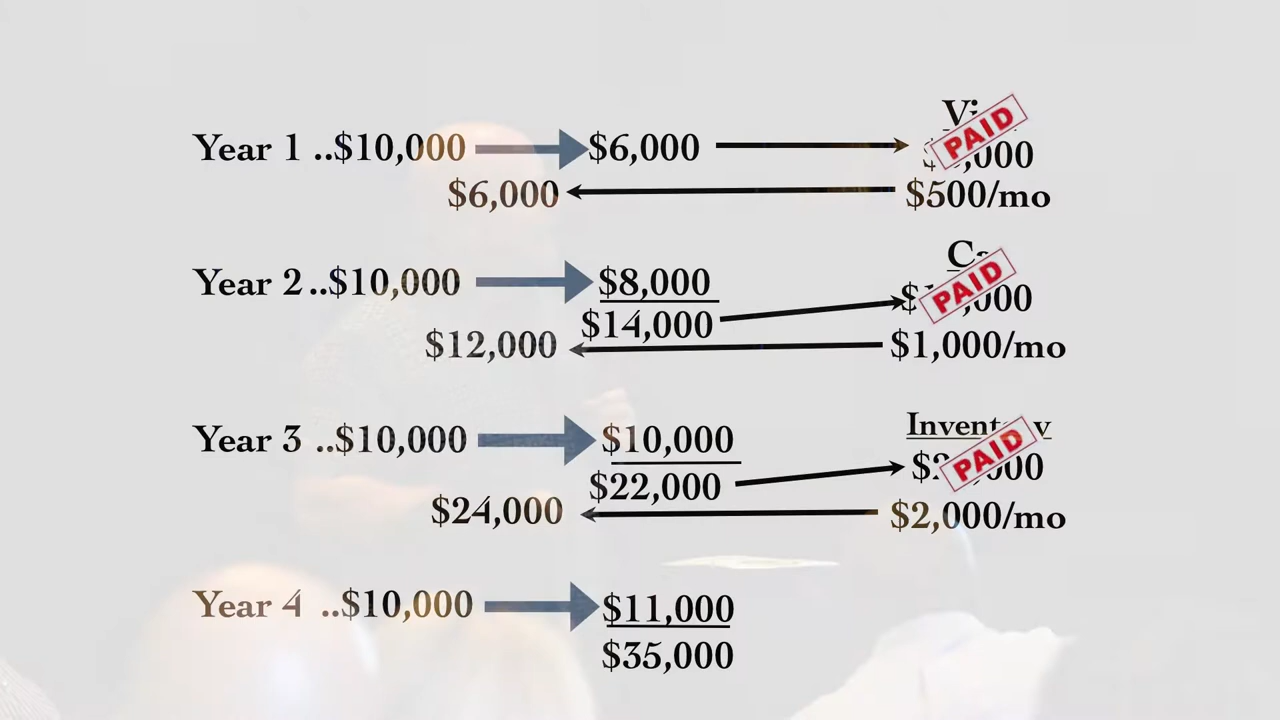 Year 1 ..$10,000 $6,000
PAID
$6,000 $500/mo
Year 2..$10,000 $8,000
PAID
$14,000
$12,000 $1,000/mo
Year 3 ..$10,000 $10,000
PAID
$22,000
$24,000 $2,000/mo
Year 4 ..$10,000 $11,000
$35,000